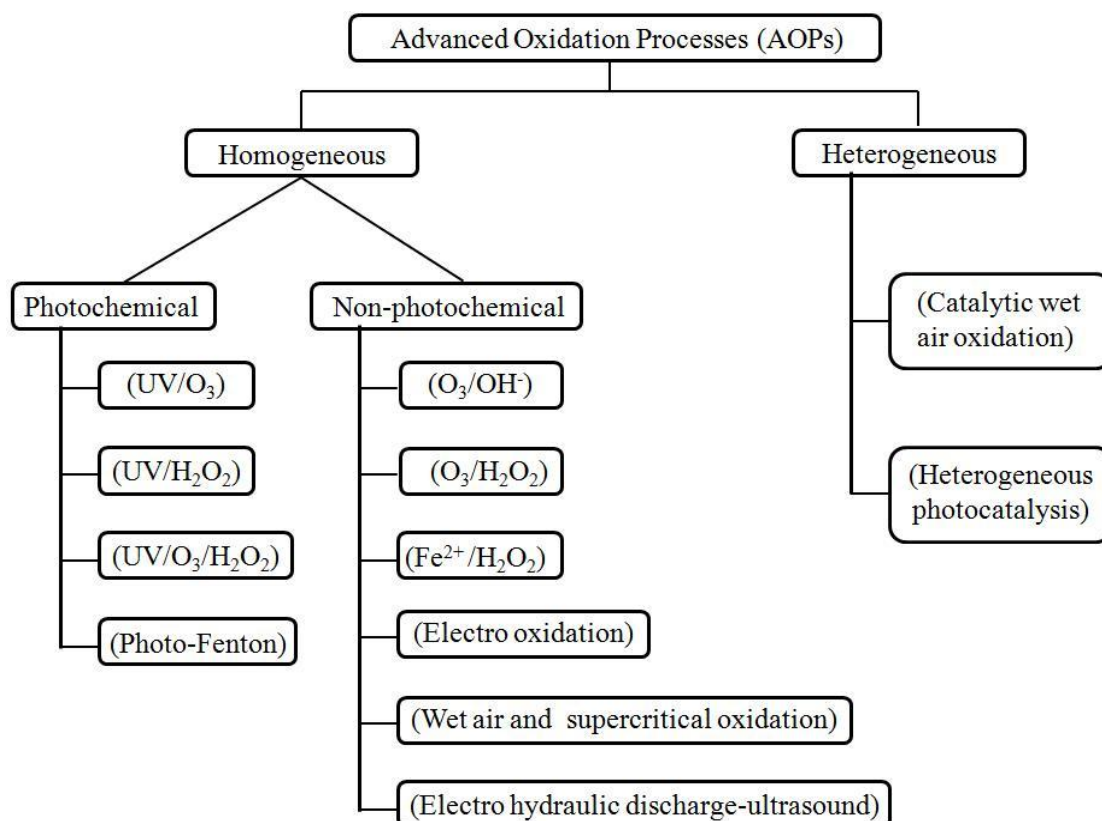 Advanced Oxidation Processes (AOPs)
Homogeneous
Heterogeneous
Photochemical
(UV/O₃)
(UV/H₂O₂)
(UV/O₃/H₂O₂)
(Photo-Fenton)
Non-photochemical
(O₃/OH⁻)
(O₃/H₂O₂)
(Fe²⁺/H₂O₂)
(Electro oxidation)
(Wet air and supercritical oxidation)
(Electro hydraulic discharge-ultrasound)
(Catalytic wet
air oxidation)
(Heterogeneous
photocatalysis)